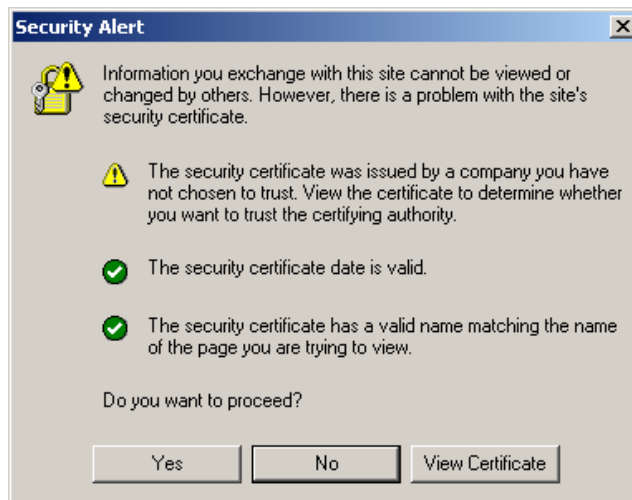 Security Alert
Information you exchange with this site cannot be viewed or
changed by others. However, there is a problem with the site's
security certificate.
The security certificate was issued by a company you have
not chosen to trust. View the certificate to determine whether
you want to trust the certifying authority.
The security certificate date is valid.
The security certificate has a valid name matching the name
of the page you are trying to view.
Do you want to proceed?
Yes No View Certificate